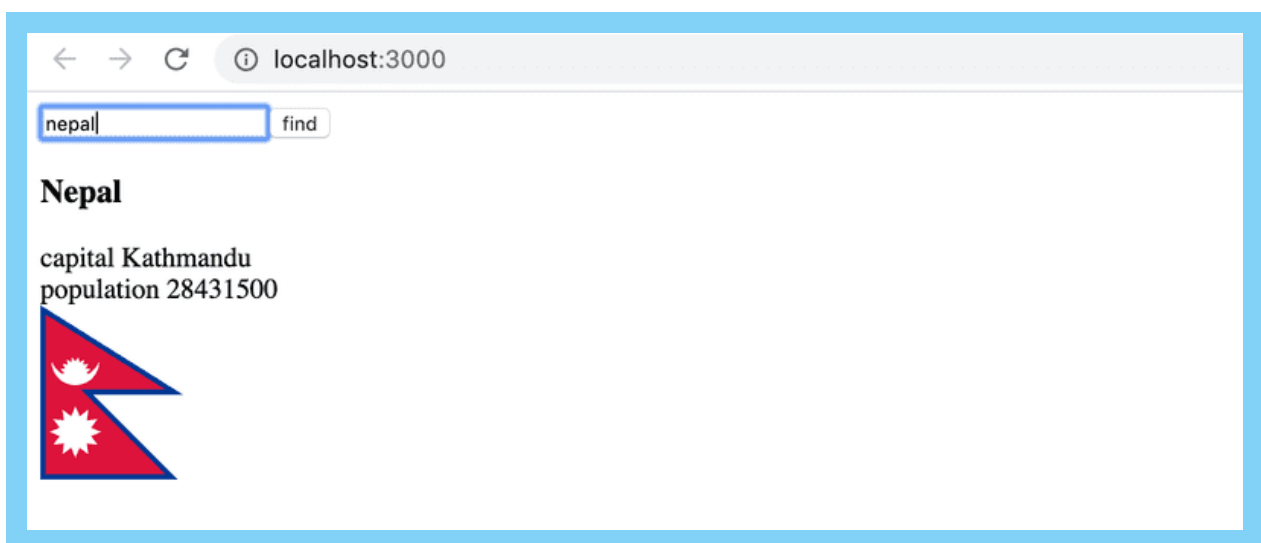 localhost:3000
nepal
find
Nepal
capital Kathmandu
population 28431500